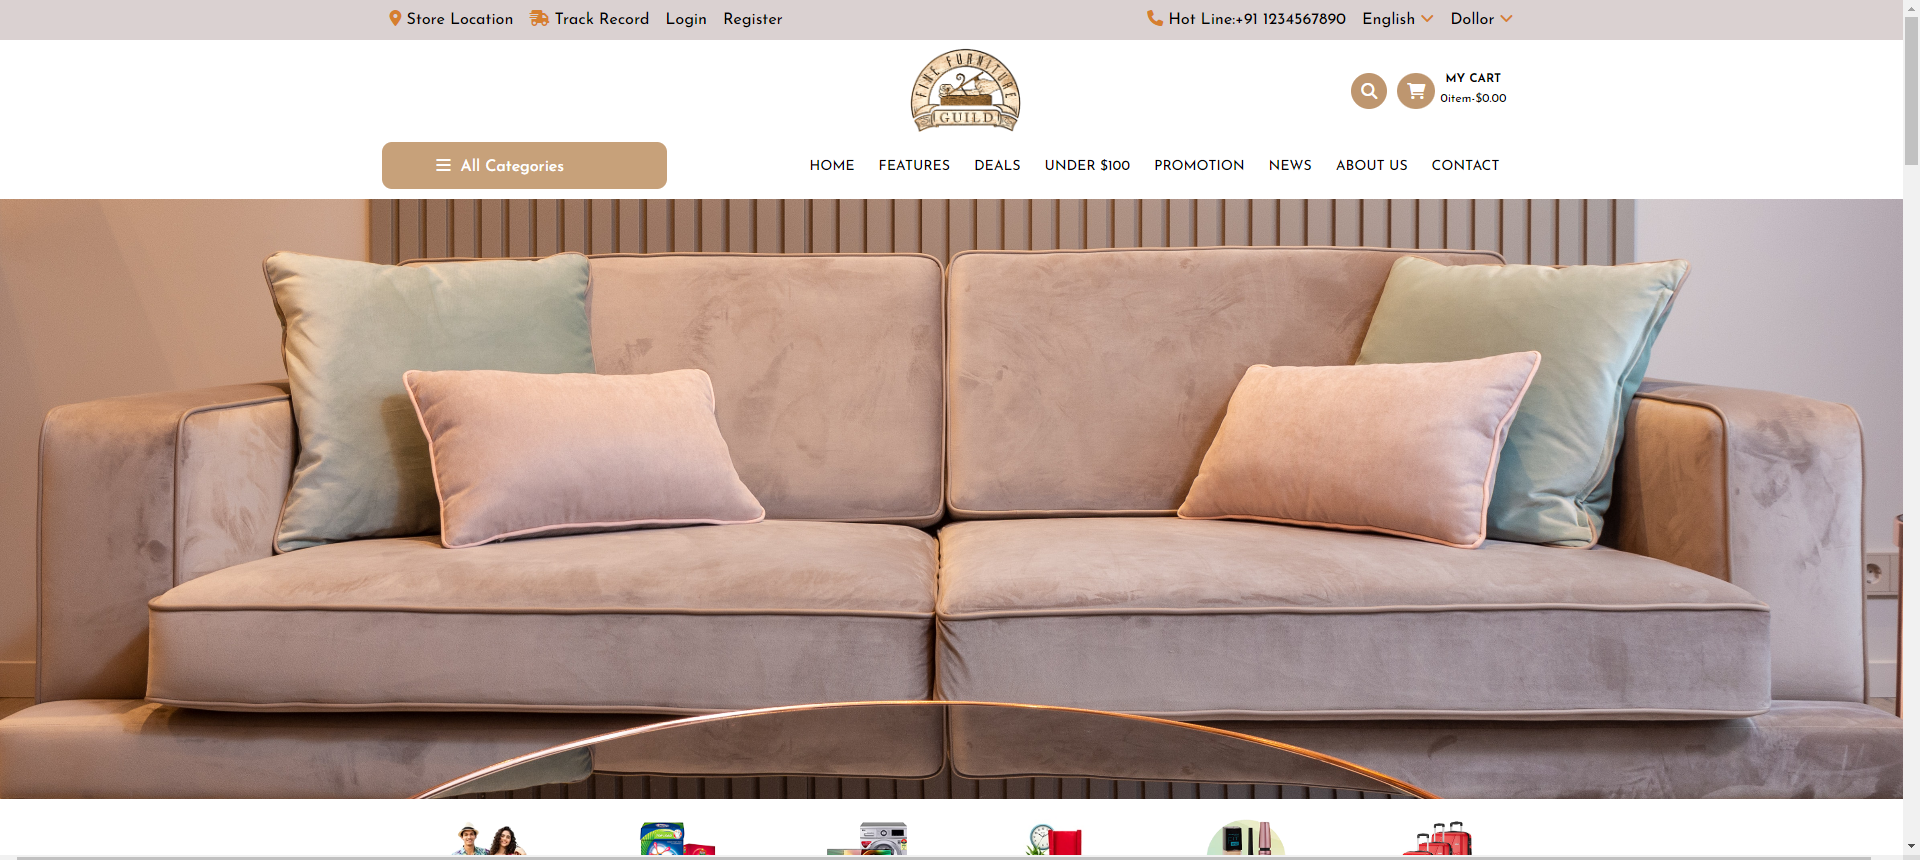 Store Location Track Record Login Register Hot Line:+91 1234567890 English Dollor
FINE FURNITURE
GUILD
MY CART
0item-$0.00
All Categories
HOME FEATURES DEALS UNDER $100 PROMOTION NEWS ABOUT US CONTACT